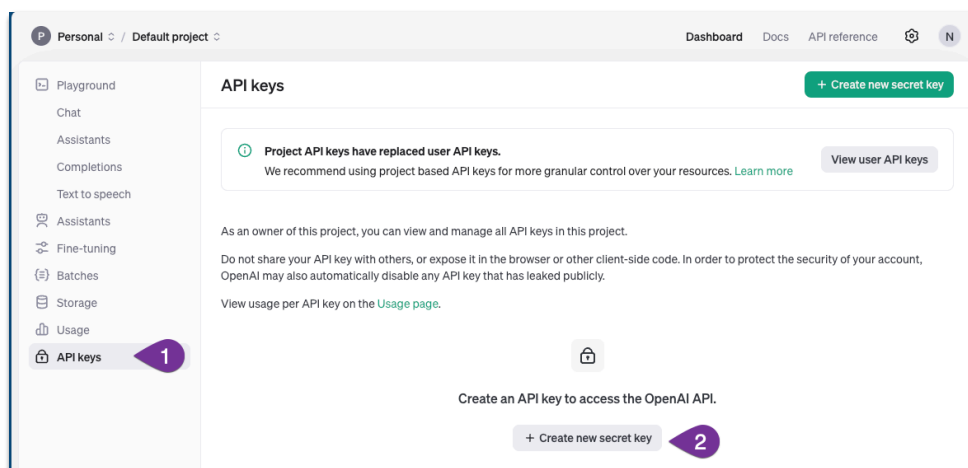 P Personal / Default project Dashboard Docs API reference N
Playground
Chat
Assistants
Completions
Text to speech
Assistants
Fine-tuning
Batches
Storage
Usage
API keys 1
API keys
+ Create new secret key
Project API keys have replaced user API keys.
We recommend using project based API keys for more granular control over your resources. Learn more
View user API keys
As an owner of this project, you can view and manage all API keys in this project.
Do not share your API key with others, or expose it in the browser or other client-side code. In order to protect the security of your account,
OpenAI may also automatically disable any API key that has leaked publicly.
View usage per API key on the Usage page.
Create an API key to access the OpenAI API.
+ Create new secret key 2